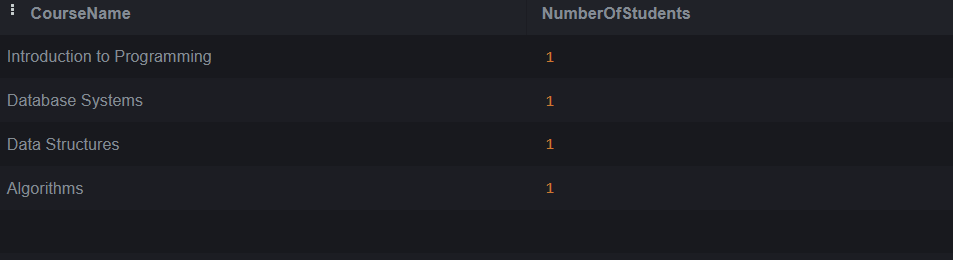 CourseName NumberOfStudents
Introduction to Programming 1
Database Systems 1
Data Structures 1
Algorithms 1